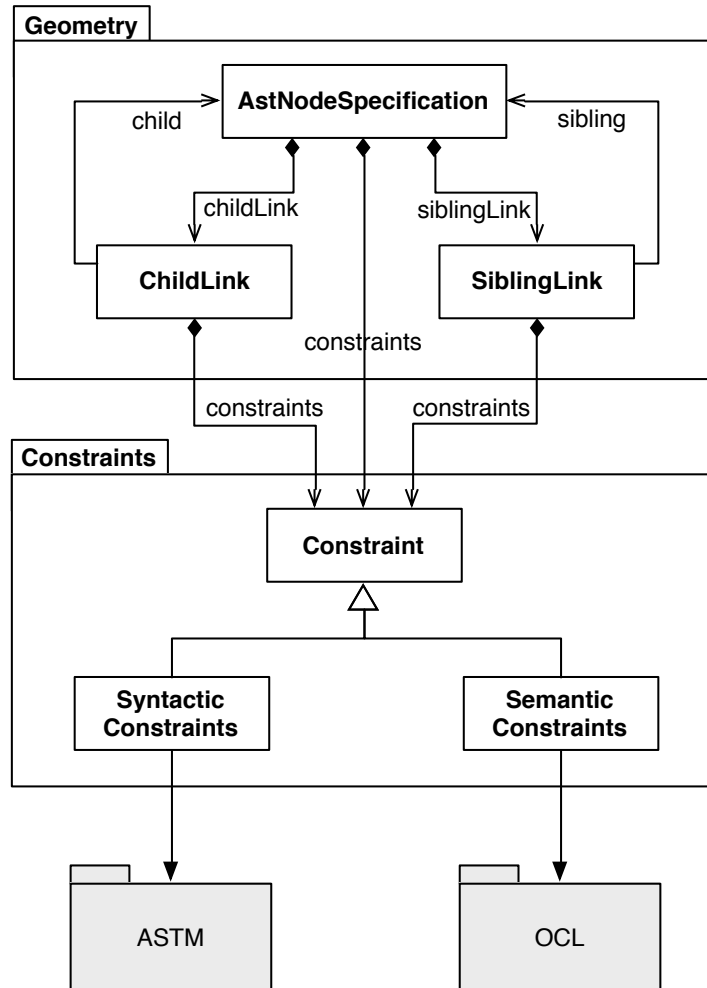 Geometry
AstNodeSpecification
child
sibling
childLink
siblingLink
ChildLink
SiblingLink
constraints
constraints
constraints
Constraints
Constraint
Syntactic
Constraints
Semantic
Constraints
ASTM
OCL